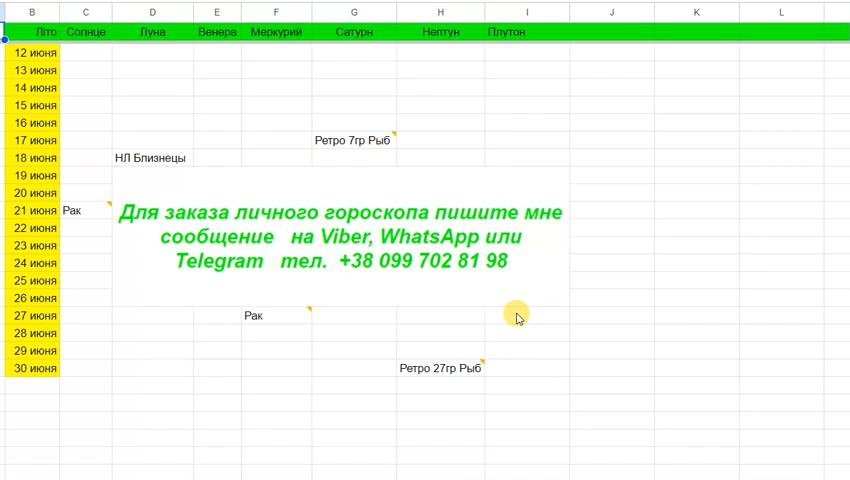 B C D E F G H I J K L
Літо Солнце Луна Венера Меркурий Сатурн Нептун Плутон
12 июня
13 июня
14 июня
15 июня
16 июня
17 июня Ретро 7гр Рыб
18 июня НЛ Близнецы
19 июня
20 июня
21 июня Рак
22 июня
23 июня
24 июня
25 июня
26 июня
Для заказа личного гороскопа пишите мне
сообщение на Viber, WhatsApp или
Telegram тел. +38 099 702 81 98
27 июня Рак
28 июня
29 июня
30 июня Ретро 27гр Рыб